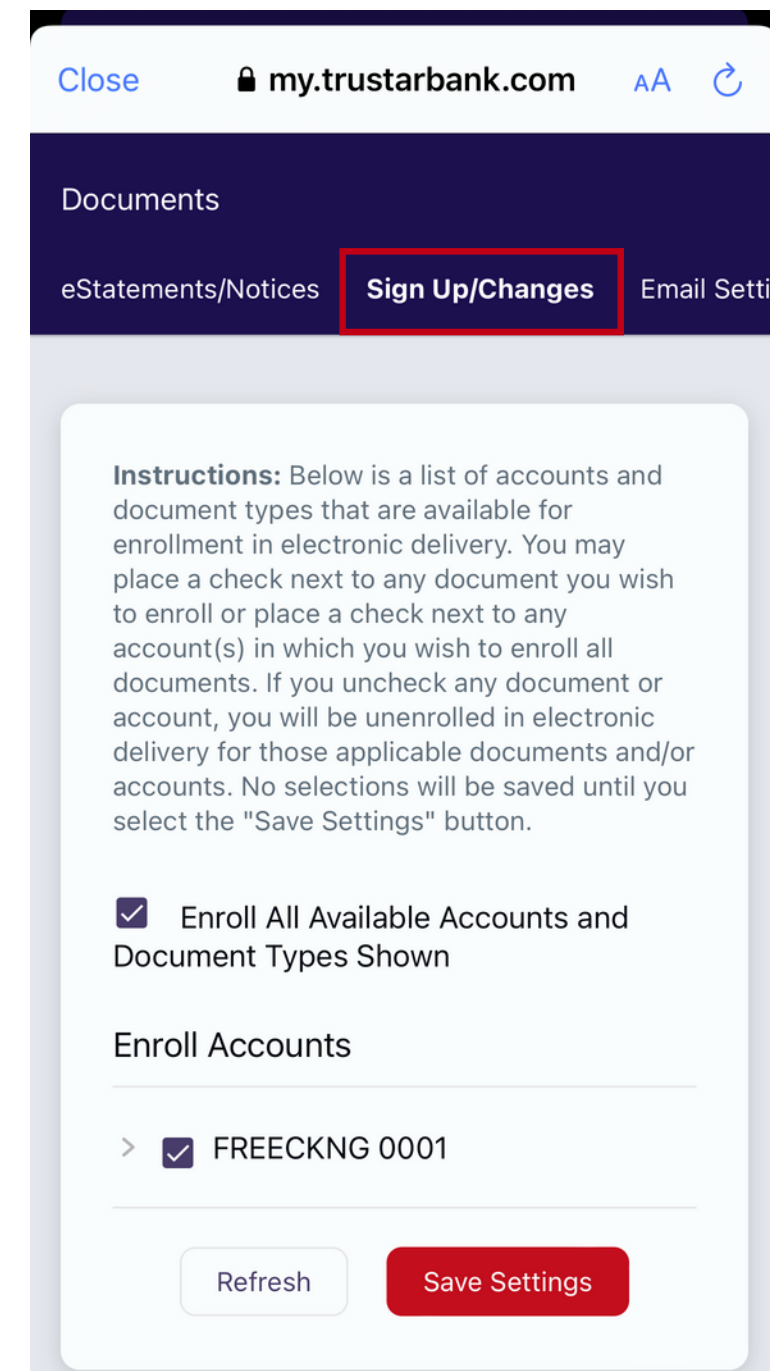 Close my.trustarbank.com AA
Documents
eStatements/Notices Sign Up/Changes Email Setti
Instructions: Below is a list of accounts and
document types that are available for
enrollment in electronic delivery. You may
place a check next to any document you wish
to enroll or place a check next to any
account(s) in which you wish to enroll all
documents. If you uncheck any document or
account, you will be unenrolled in electronic
delivery for those applicable documents and/or
accounts. No selections will be saved until you
select the "Save Settings" button.
Enroll All Available Accounts and
Document Types Shown
Enroll Accounts
FREECKNG 0001
Refresh Save Settings